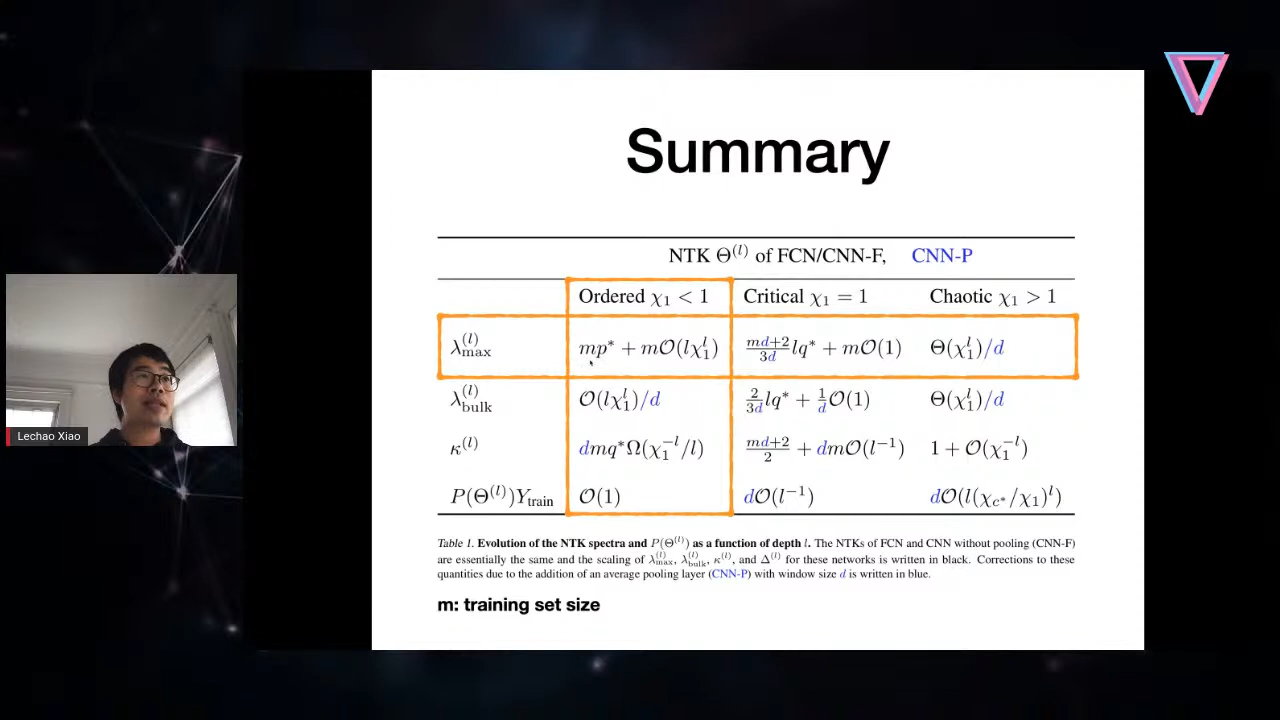 Summary
NTK Θ^(l) of FCN/CNN-F, CNN-P
Ordered χ₁ < 1 Critical χ₁ = 1 Chaotic χ₁ > 1
λ_max^(l) mp* + mO(lχ₁^l) (md+2)/(3d) lq* + mO(1) Θ(χ₁^l)/d
λ_bulk^(l) O(lχ₁^l)/d 2/(3d) lq* + 1/d O(1) Θ(χ₁^l)/d
κ^(l) dmq*Ω(χ₁^−l/l) (md+2)/2 + dmO(l^−1) 1 + O(χ₁^−l)
P(Θ^(l))Y_train O(1) dO(l^−1) dO(l(χ_c*/χ₁)^l)
Table 1. Evolution of the NTK spectra and P(Θ^(l)) as a function of depth l. The NTKs of FCN and CNN without pooling (CNN-F)
are essentially the same and the scaling of λ_max^(l), λ_bulk^(l), κ^(l), and Δ^(l) for these networks is written in black. Corrections to these
quantities due to the addition of an average pooling layer (CNN-P) with window size d is written in blue.
m: training set size
Lechao Xiao